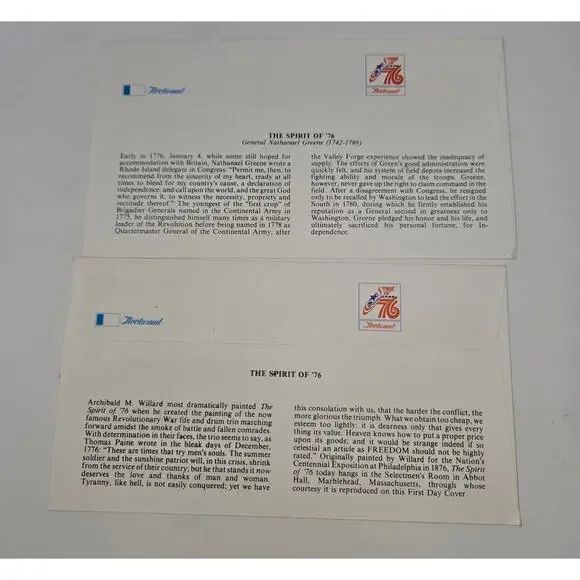 Fleetwood
SPIRIT OF 76
Fleetwood
THE SPIRIT OF '76
General Nathanael Greene (1742-1786)
Early in 1776, January 4, while some still hoped for
accommodation with Britain, Nathanael Greene wrote a
Rhode Island delegate in Congress: "Permit me, then, to
recommend from the sincerity of my heart, ready at all
times to bleed for my country's cause, a declaration of
independence; and call upon the world, and the great God
who governs it, to witness the necessity, propriety and
rectitude thereof." The youngest of the "first crop" of
Brigadier Generals named in the Continental Army in
1775, he distinguished himself many times as a military
leader of the Revolution before being named in 1778 as
Quartermaster General of the Continental Army, after
the Valley Forge experience showed the inadequacy of
supply. The effects of Green's good administration were
quickly felt, and his system of field depots increased the
fighting ability and morale of the troops. Greene,
however, never gave up the right to claim command in the
field. After a disagreement with Congress, he resigned
only to be recalled by Washington to lead the effort in the
South in 1780, during which he firmly established his
reputation as a General second in greatness only to
Washington. Greene pledged his honor and his life, and
ultimately sacrificed his personal fortune, for In-
dependence.
Fleetwood
SPIRIT OF 76
Fleetwood
THE SPIRIT OF '76
Archibald M. Willard most dramatically painted The
Spirit of '76 when he created the painting of the now
famous Revolutionary War fife and drum trio marching
forward amidst the smoke of battle and fallen comrades.
With determination in their faces, the trio seems to say, as
Thomas Paine wrote in the bleak days of December,
1776: "These are times that try men's souls. The summer
soldier and the sunshine patriot will, in this crisis, shrink
from the service of their country; but he that stands it now
deserves the love and thanks of man and woman.
Tyranny, like hell, is not easily conquered; yet we have
this consolation with us, that the harder the conflict, the
more glorious the triumph. What we obtain too cheap, we
esteem too lightly: it is dearness only that gives every
thing its value. Heaven knows how to put a proper price
upon its goods; and it would be strange indeed if so
celestial an article as FREEDOM should not be highly
rated." Originally painted by Willard for the Nation's
Centennial Exposition at Philadelphia in 1876, The Spirit
of '76 today hangs in the Selectmen's Room in Abbot
Hall, Marblehead, Massachusetts, through whose
courtesy it is reproduced on this First Day Cover.